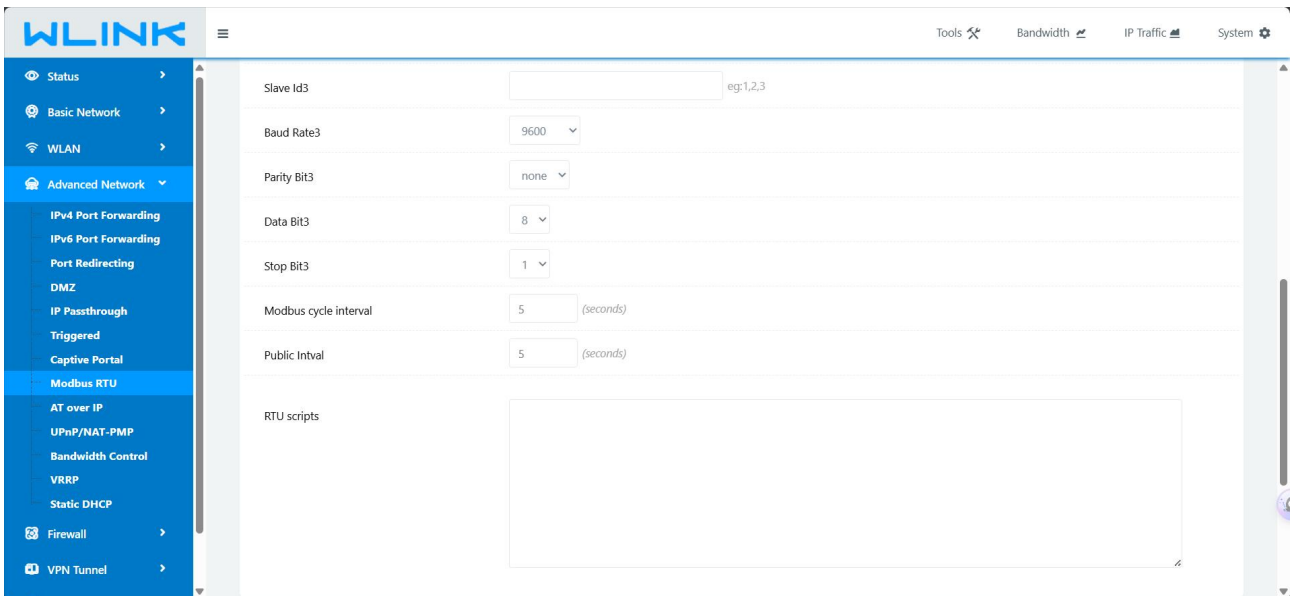 WLINK
Tools
Bandwidth
IP Traffic
System
Status
Basic Network
WLAN
Advanced Network
IPv4 Port Forwarding
IPv6 Port Forwarding
Port Redirecting
DMZ
IP Passthrough
Triggered
Captive Portal
Modbus RTU
AT over IP
UPnP/NAT-PMP
Bandwidth Control
VRRP
Static DHCP
Firewall
VPN Tunnel
Slave Id3 eg:1,2,3
Baud Rate3 9600
Parity Bit3 none
Data Bit3 8
Stop Bit3 1
Modbus cycle interval 5 (seconds)
Public Intval 5 (seconds)
RTU scripts